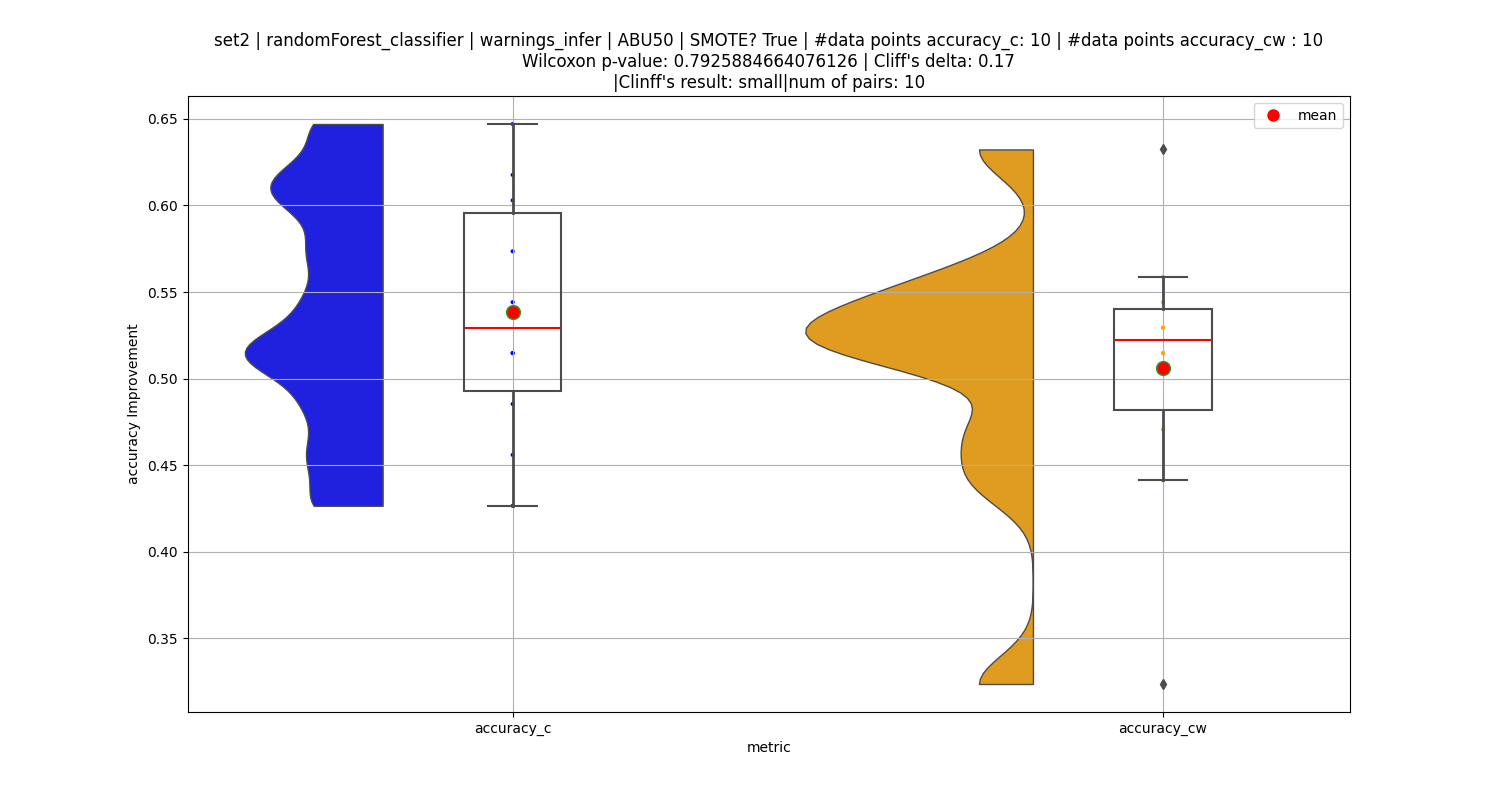 set2 | randomForest_classifier | warnings_infer | ABU50 | SMOTE? True | #data points accuracy_c: 10 | #data points accuracy_cw : 10
Wilcoxon p-value: 0.7925884664076126 | Cliff's delta: 0.17
|Clinff's result: small|num of pairs: 10
mean
0.65
0.60
0.55
0.50
0.45
0.40
0.35
accuracy Improvement
accuracy_c
accuracy_cw
metric